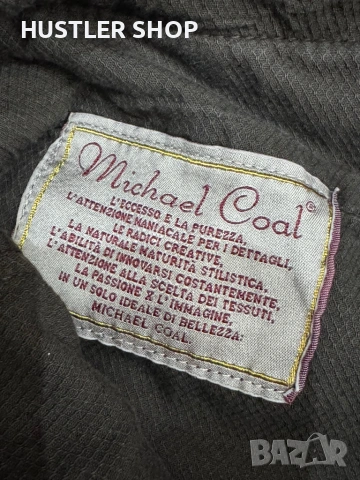 HUSTLER SHOP
Michael Coal®
L'ECCESSO E LA PUREZZA,
L'ATTENZIONE MANIACALE PER I DETTAGLI,
LE RADICI CREATIVE,
LA NATURALE MATURITÀ STILISTICA,
L'ABILITÀ DI INNOVARSI COSTANTEMENTE,
L'ATTENZIONE ALLA SCELTA DEI TESSUTI,
LA PASSIONE X L'IMMAGINE,
IN UN SOLO IDEALE DI BELLEZZA:
MICHAEL COAL.
BAZAR
bg